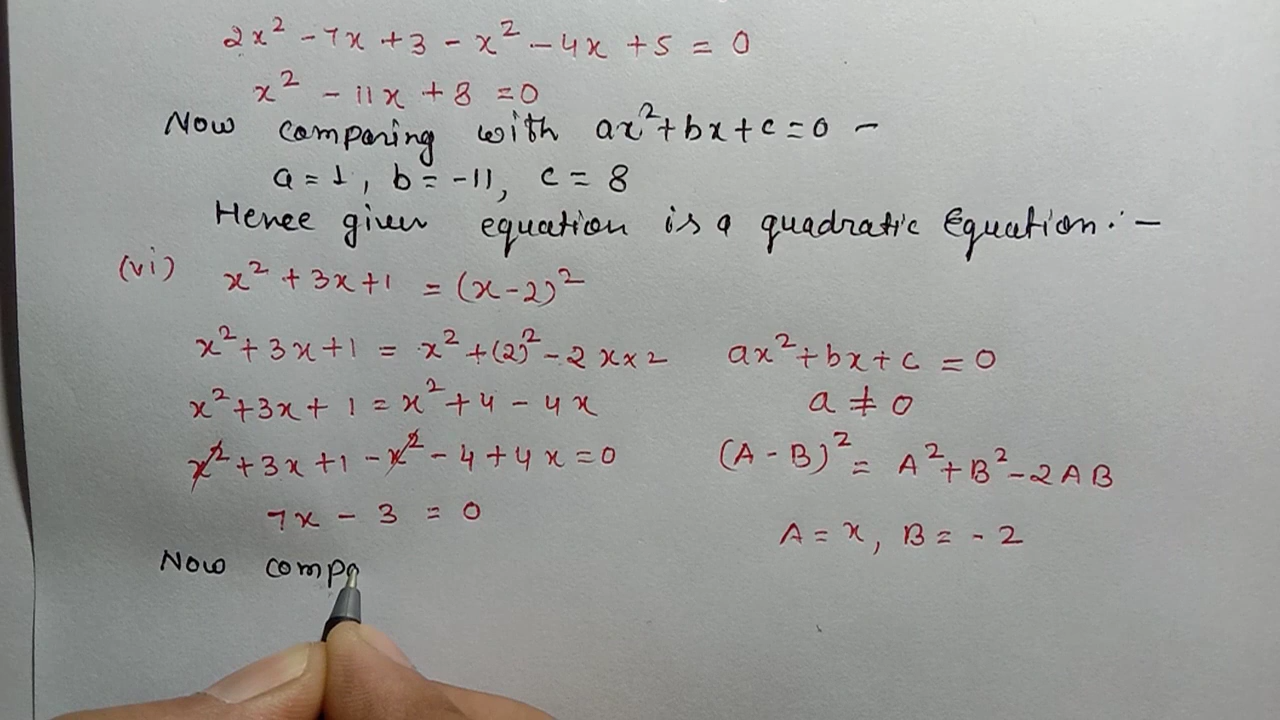 2x² - 7x + 3 - x² - 4x + 5 = 0
x² - 11x + 8 = 0
Now comparing with ax² + bx + c = 0 -
a = 1, b = -11, c = 8
Hence given equation is a quadratic Equation. :-
(vi) x² + 3x + 1 = (x - 2)²
x² + 3x + 1 = x² + (2)² - 2 x x 2
x² + 3x + 1 = x² + 4 - 4x
x² + 3x + 1 - x² - 4 + 4x = 0
7x - 3 = 0
Now compa
ax² + bx + c = 0
a ≠ 0
(A - B)² = A² + B² - 2AB
A = x, B = - 2